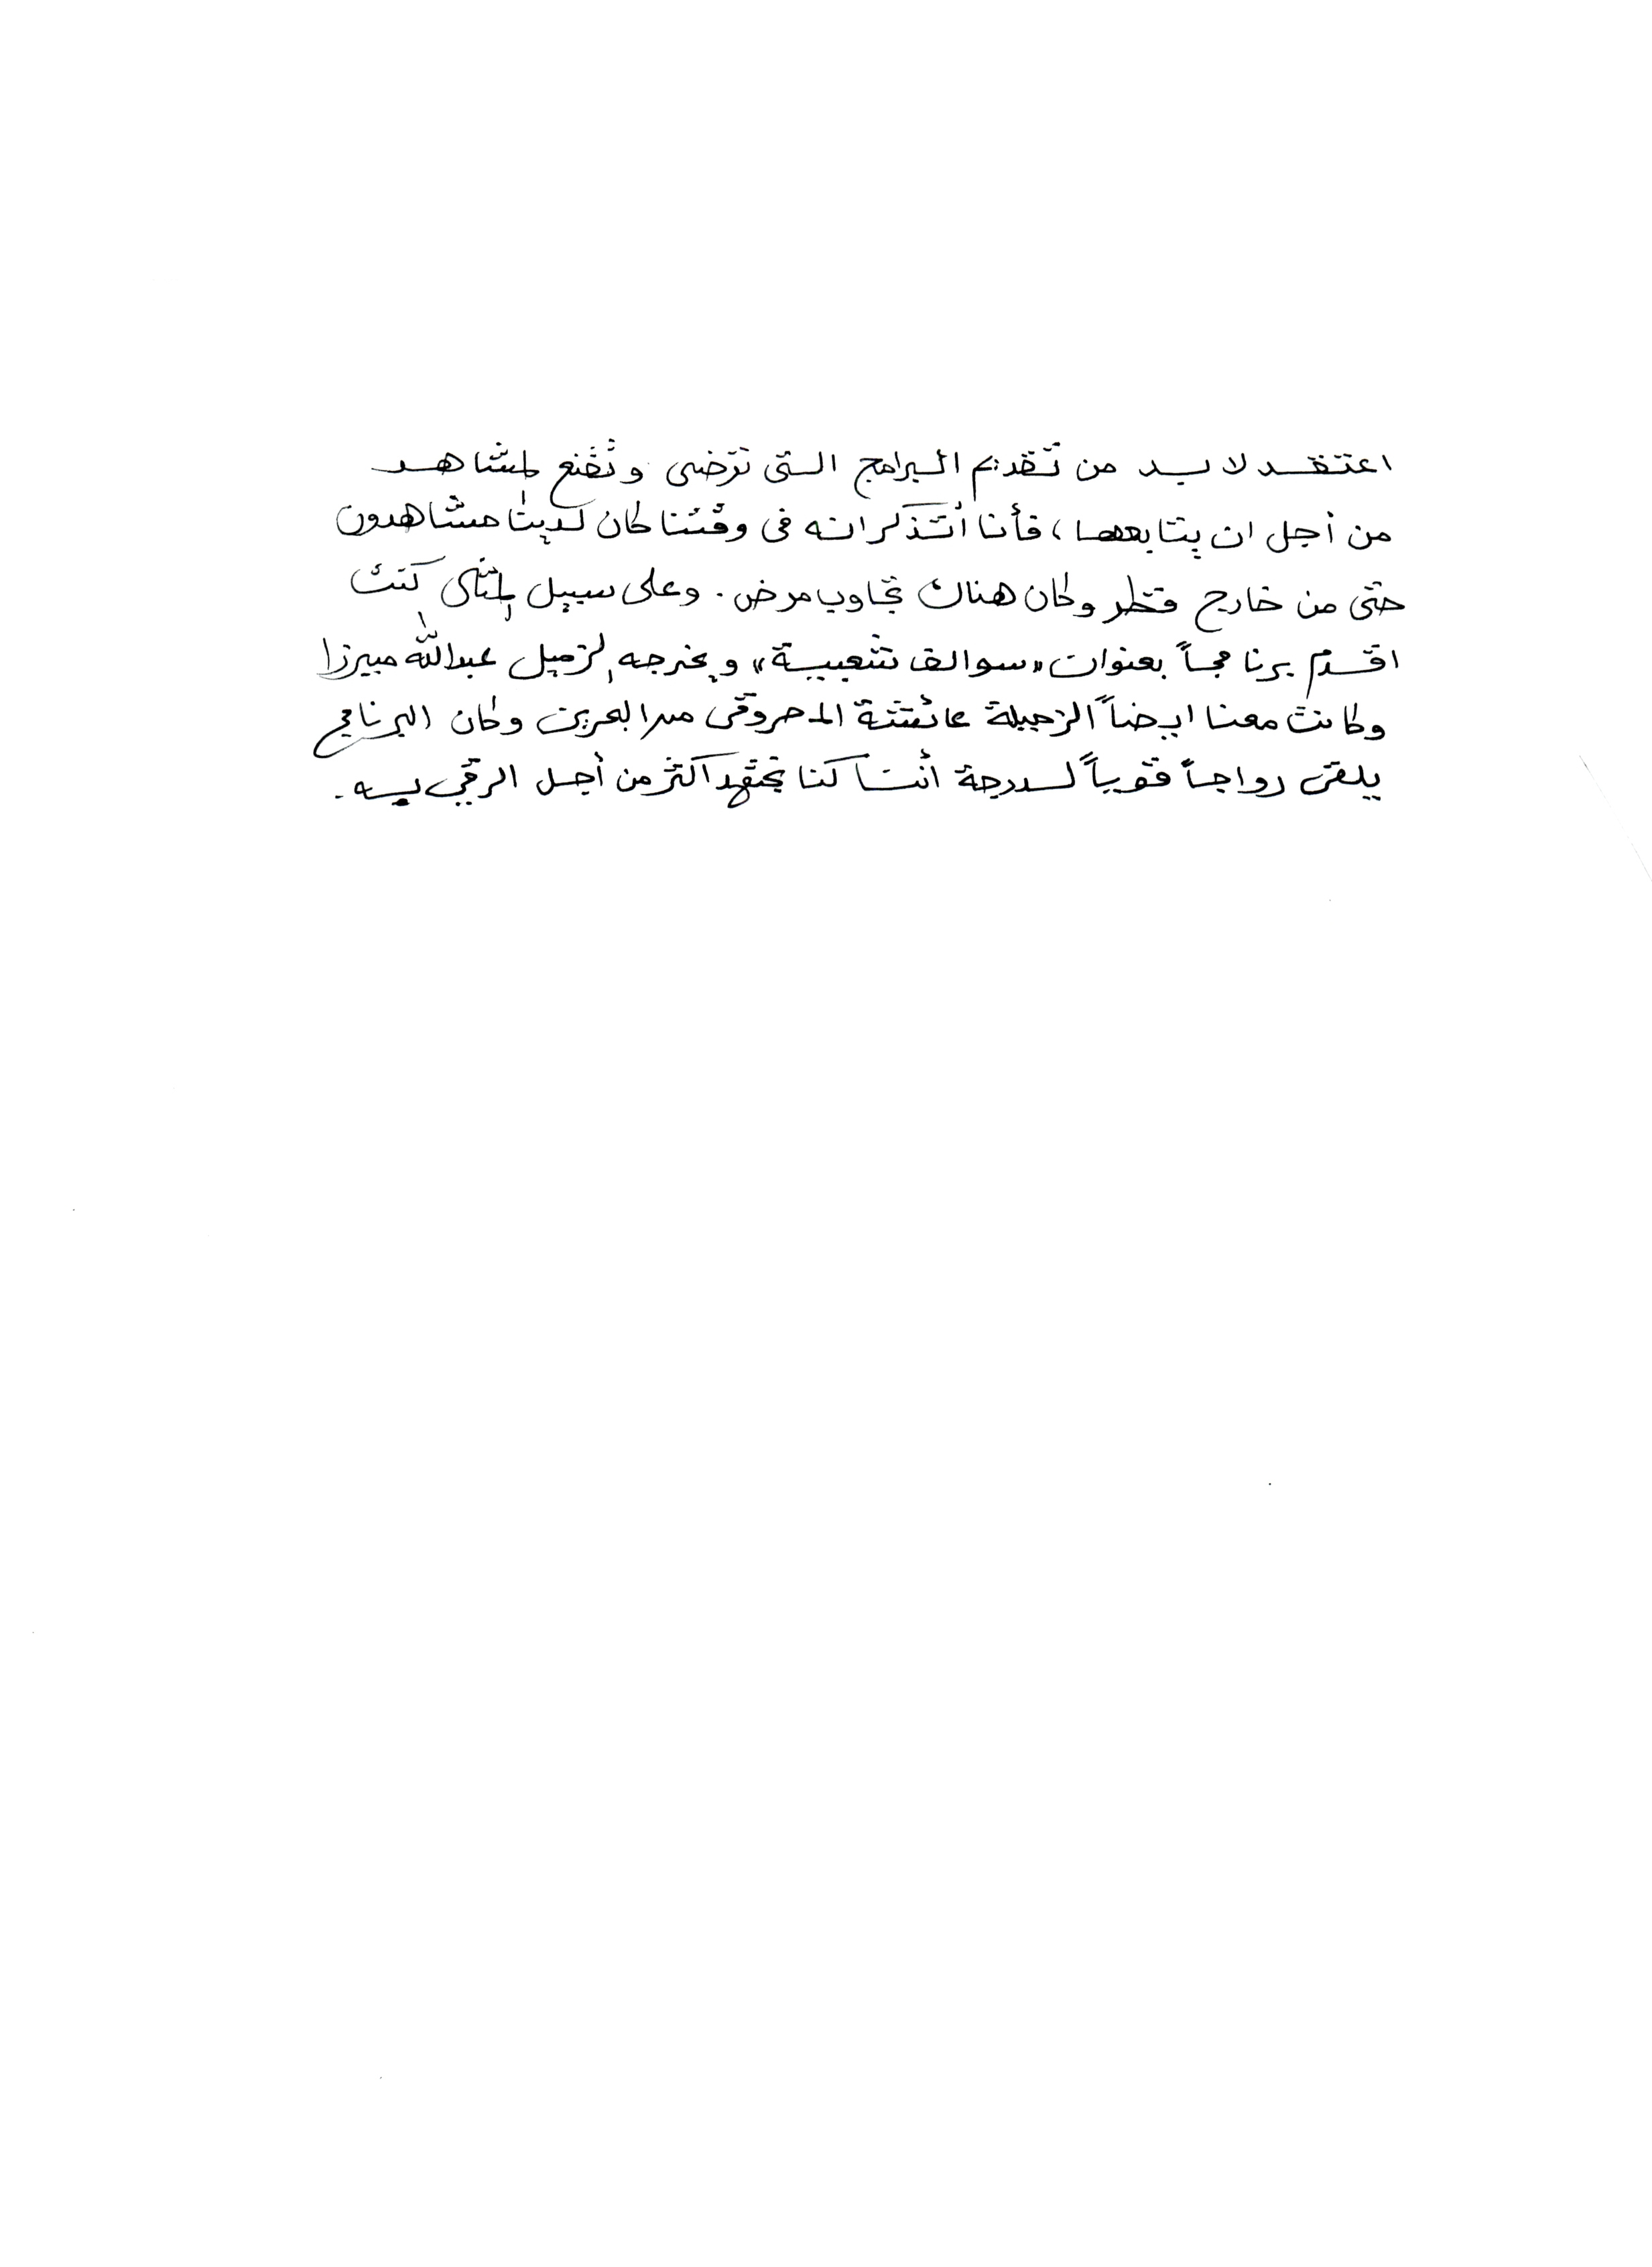 اعتقد لا بد من تقديم البرامج التى ترضى وتقنع المشاهد
من أجل ان يتابعها، فأنا أتذكر انه فى وقتنا كان لدينا مشاهدون
حتى من خارج قطر وكان هناك تجاوب مرض. وعلى سبيل المثال كنت
اقدم برنامجاً بعنوان «سوالف شعبية» ويخرجه الزميل عبدالله ميرزا
وكانت معنا ايضاً الزميلة عائشة المحروقى من البحرين وكان البرنامج
يلقى رواجاً قوياً لدرجة أننا كنا نجتهد اكثر من أجل الرقي به.